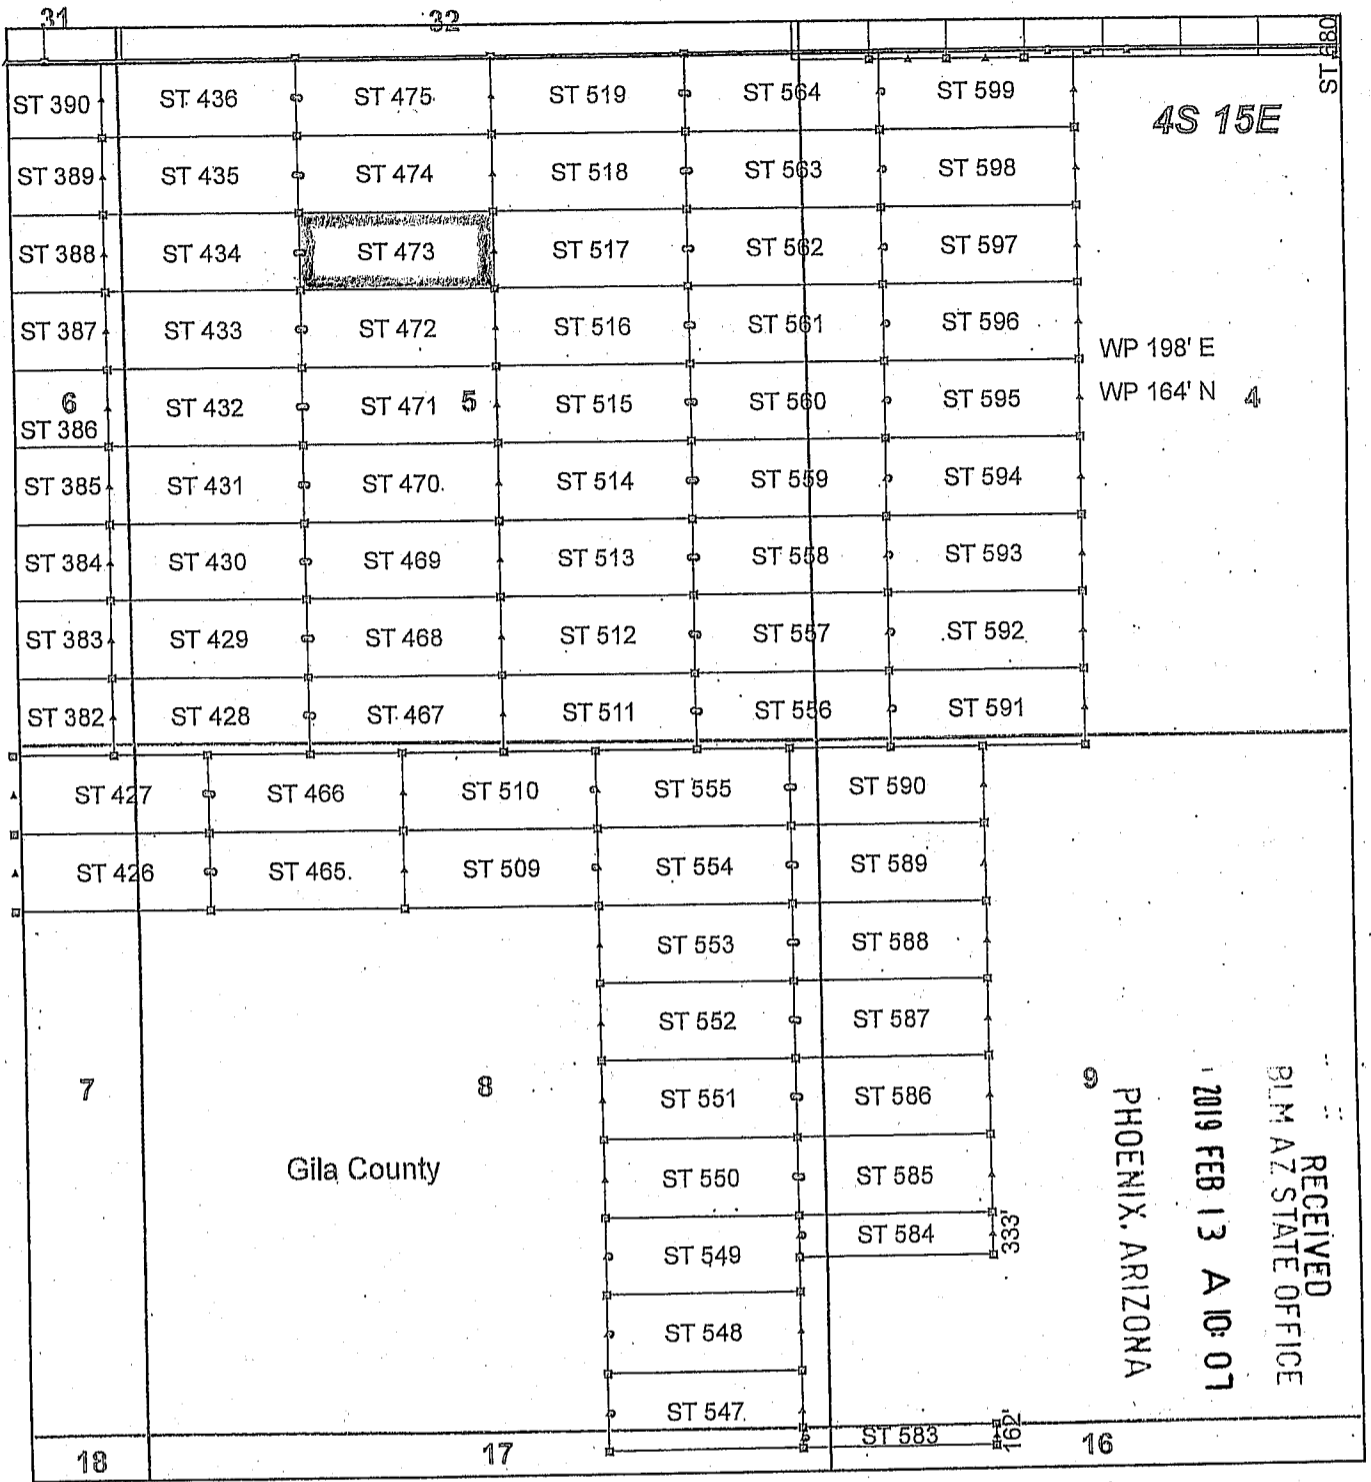 31 32
ST 680
ST 390 ST 436 ST 475 ST 519 ST 564 ST 599
4S 15E
ST 389 ST 435 ST 474 ST 518 ST 563 ST 598
ST 388 ST 434 ST 473 ST 517 ST 562 ST 597
ST 387 ST 433 ST 472 ST 516 ST 561 ST 596
WP 198' E
WP 164' N 4
6
ST 386 ST 432 ST 471 5 ST 515 ST 560 ST 595
ST 385 ST 431 ST 470 ST 514 ST 559 ST 594
ST 384 ST 430 ST 469 ST 513 ST 558 ST 593
ST 383 ST 429 ST 468 ST 512 ST 557 ST 592
ST 382 ST 428 ST 467 ST 511 ST 556 ST 591
ST 427 ST 466 ST 510 ST 555 ST 590
ST 426 ST 465 ST 509 ST 554 ST 589
ST 553 ST 588
ST 552 ST 587
7 8 ST 551 ST 586 9
Gila County
ST 550 ST 585
ST 549 ST 584 333'
ST 548
ST 547
ST 583 162'
18 17 16
RECEIVED
BLM AZ STATE OFFICE
2019 FEB 13 A 10:07
PHOENIX, ARIZONA